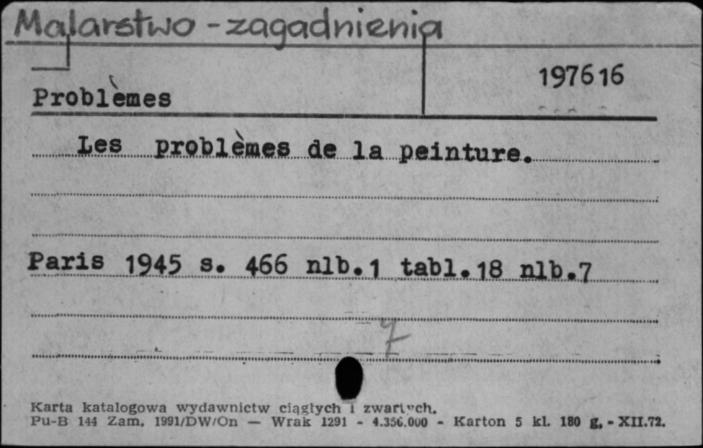 Malarstwo - zagadnienia
197616
Problèmes
Les problèmes de la peinture.
Paris 1945 s. 466 nlb.1 tabl.18 nlb.7
7
Karta katalogowa wydawnictw ciągłych i zwartych.
Pu-B 144 Zam. 1991/DW/On — Wrak 1291 - 4.356.000 - Karton 5 kl. 180 g, - XII.72.